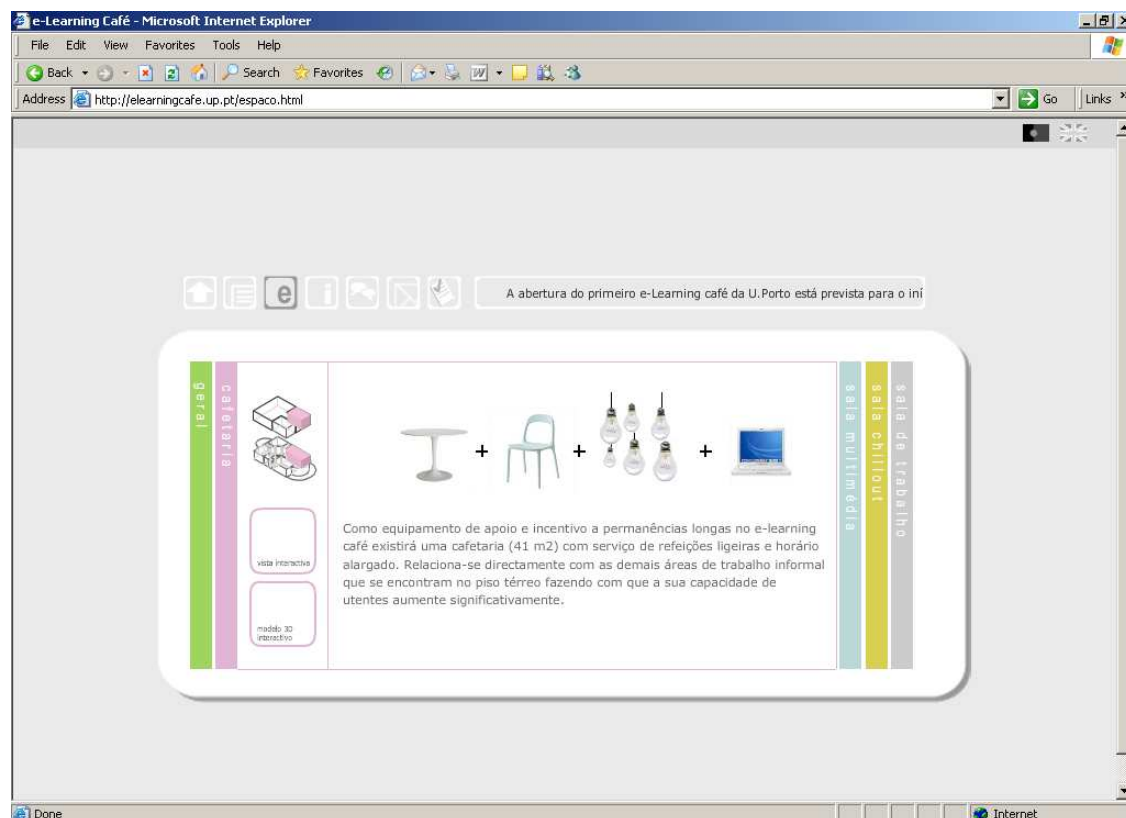 e-Learning Café - Microsoft Internet Explorer
File Edit View Favorites Tools Help
Back Search Favorites
Address http://elearningcafe.up.pt/espaco.html Go Links
e i A abertura do primeiro e-Learning café da U.Porto está prevista para o iní
geral
cafetaria
vista interactiva
modelo 3D
interactivo
+ + +
Como equipamento de apoio e incentivo a permanências longas no e-learning
café existirá uma cafetaria (41 m2) com serviço de refeições ligeiras e horário
alargado. Relaciona-se directamente com as demais áreas de trabalho informal
que se encontram no piso térreo fazendo com que a sua capacidade de
utentes aumente significativamente.
sala multimédia
sala chillout
sala de trabalho
Done Internet